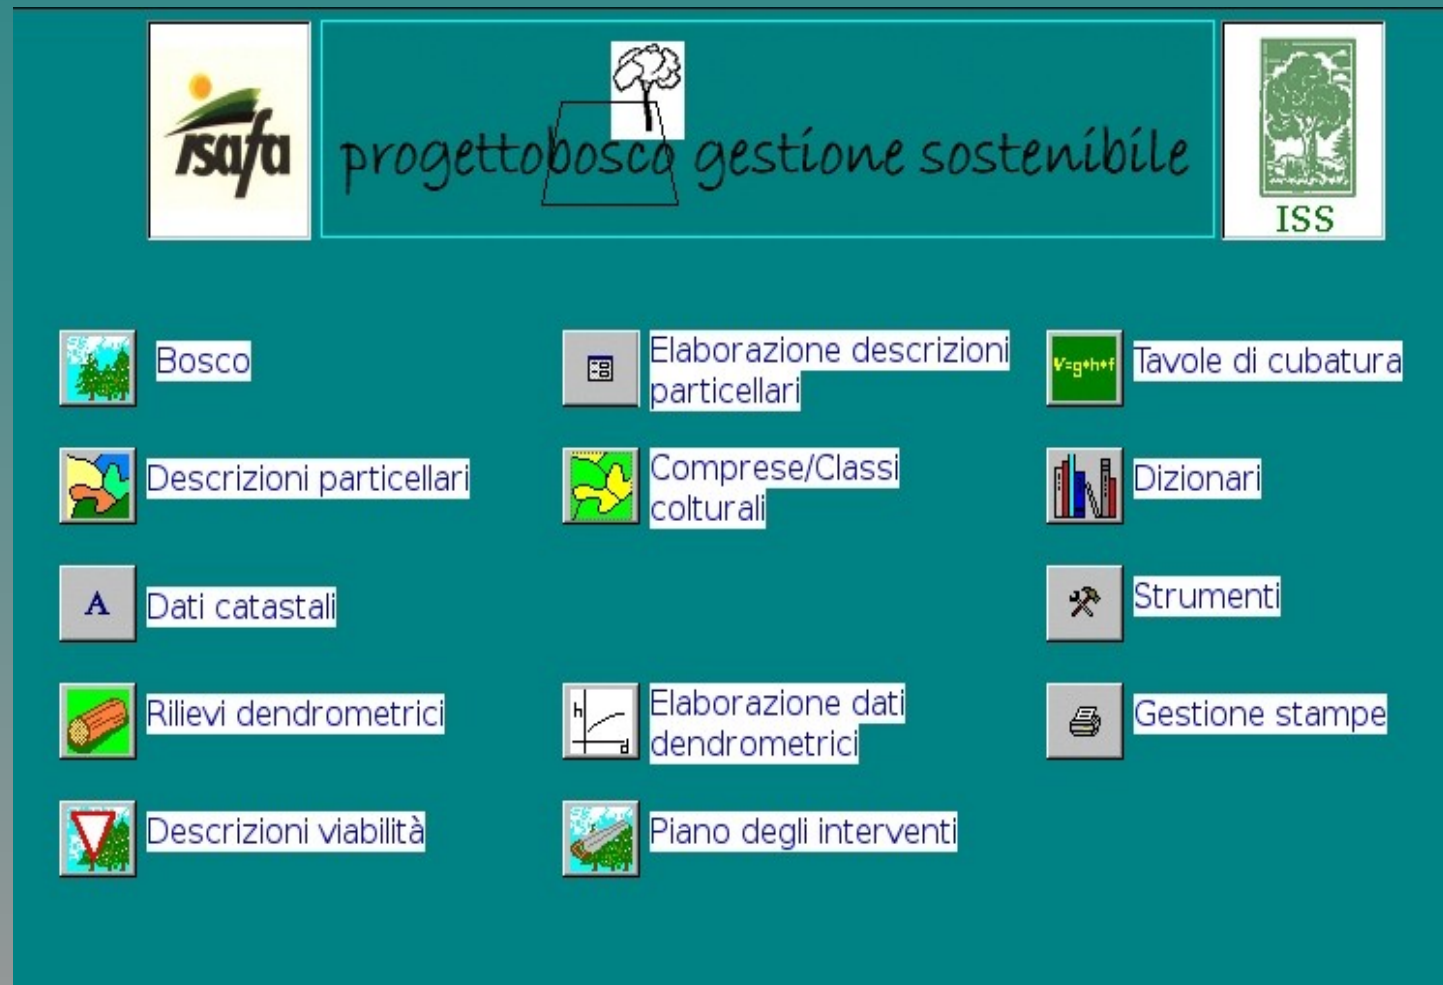 isafa
progettobosco gestione sostenibile
ISS
Bosco
Descrizioni particellari
A
Dati catastali
Rilievi dendrometrici
Descrizioni viabilità
Elaborazione descrizioni
particellari
Comprese/Classi
colturali
h
d
Elaborazione dati
dendrometrici
Piano degli interventi
V=g*h*f
Tavole di cubatura
Dizionari
Strumenti
Gestione stampe